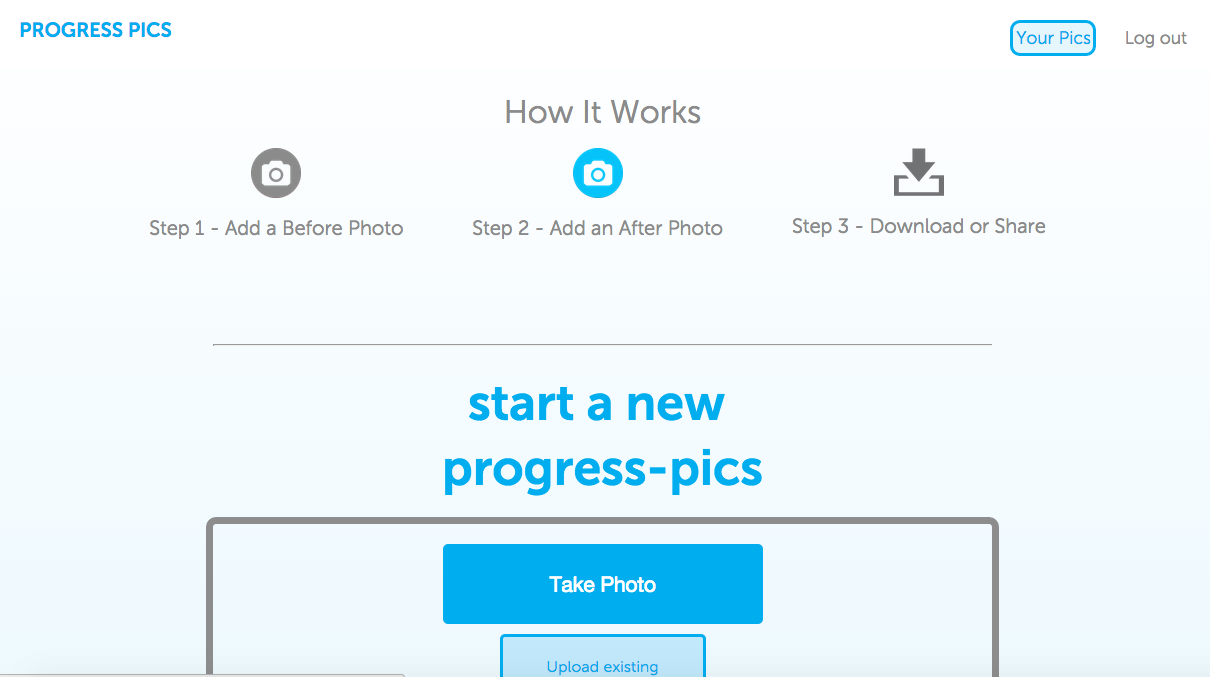 PROGRESS PICS
Your Pics
Log out
How It Works
Step 1 - Add a Before Photo
Step 2 - Add an After Photo
Step 3 - Download or Share
start a new
progress-pics
Take Photo
Upload existing